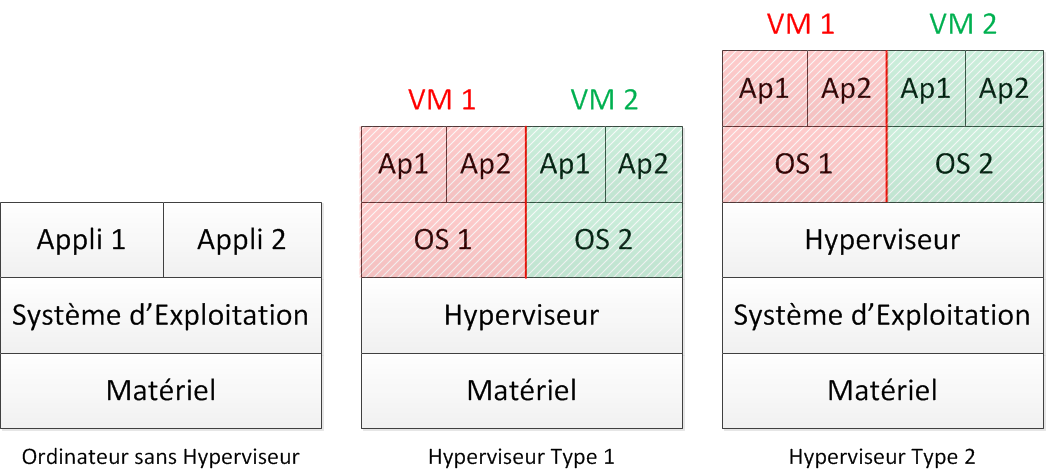 VM 1 VM 2
Ap1 Ap2 Ap1 Ap2
OS 1 OS 2
Hyperviseur
Système d’Exploitation
Matériel
Hyperviseur Type 2
VM 1 VM 2
Ap1 Ap2 Ap1 Ap2
OS 1 OS 2
Hyperviseur
Matériel
Hyperviseur Type 1
Appli 1 Appli 2
Système d’Exploitation
Matériel
Ordinateur sans Hyperviseur